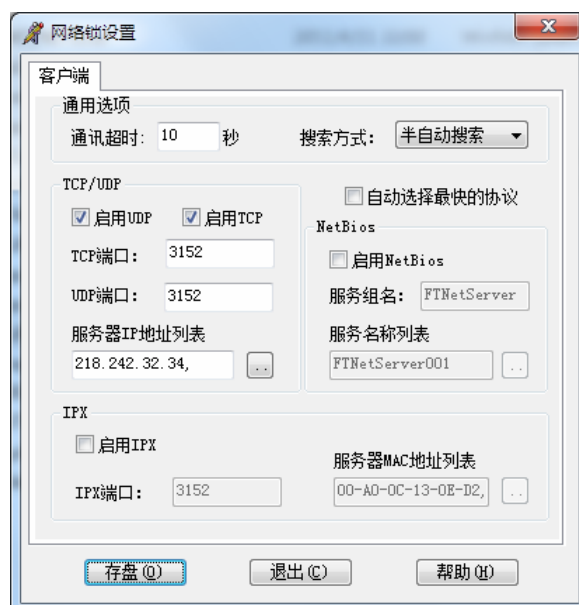 网络锁设置
客户端
通用选项
通讯超时: 10 秒 搜索方式: 半自动搜索
TCP/UDP
自动选择最快的协议
启用UDP 启用TCP
NetBios
TCP端口: 3152
启用NetBios
UDP端口: 3152
服务组名: FTNetServer
服务器IP地址列表
服务名称列表
218.242.32.34, ..
FTNetServer001 ..
IPX
启用IPX
服务器MAC地址列表
IPX端口: 3152
00-A0-0C-13-0E-D2, ..
存盘(O) 退出(C) 帮助(H)